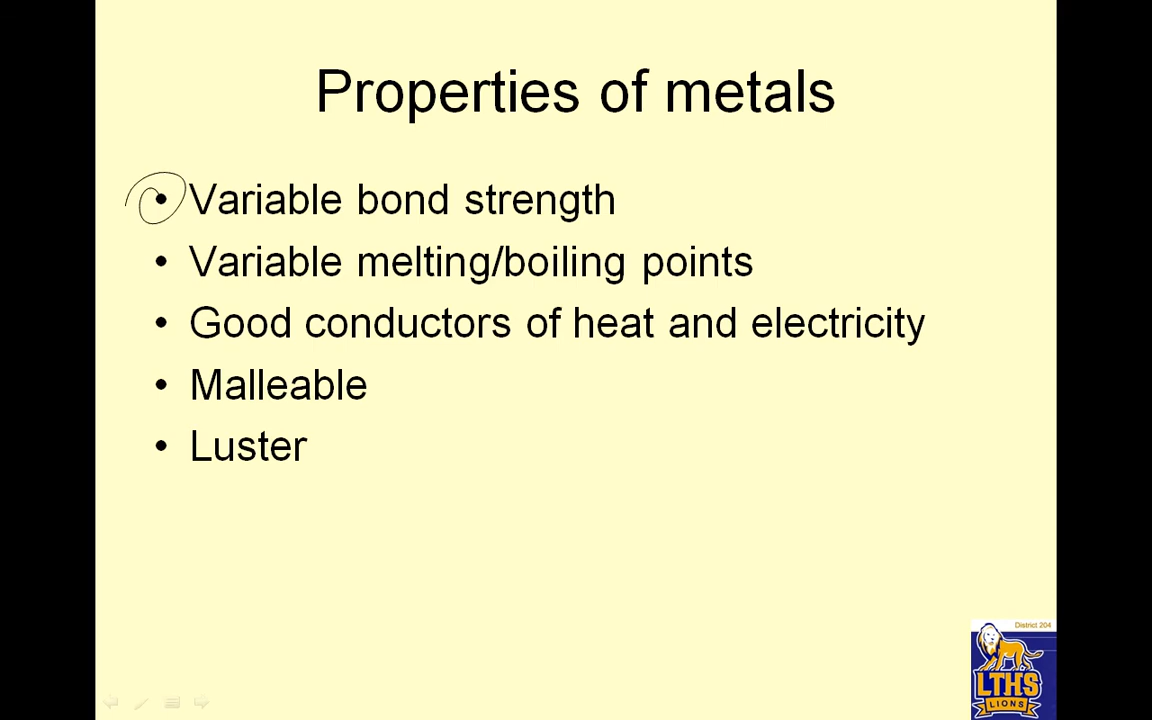 Properties of metals
• Variable bond strength
• Variable melting/boiling points
• Good conductors of heat and electricity
• Malleable
• Luster
District 204
LTHS
LIONS